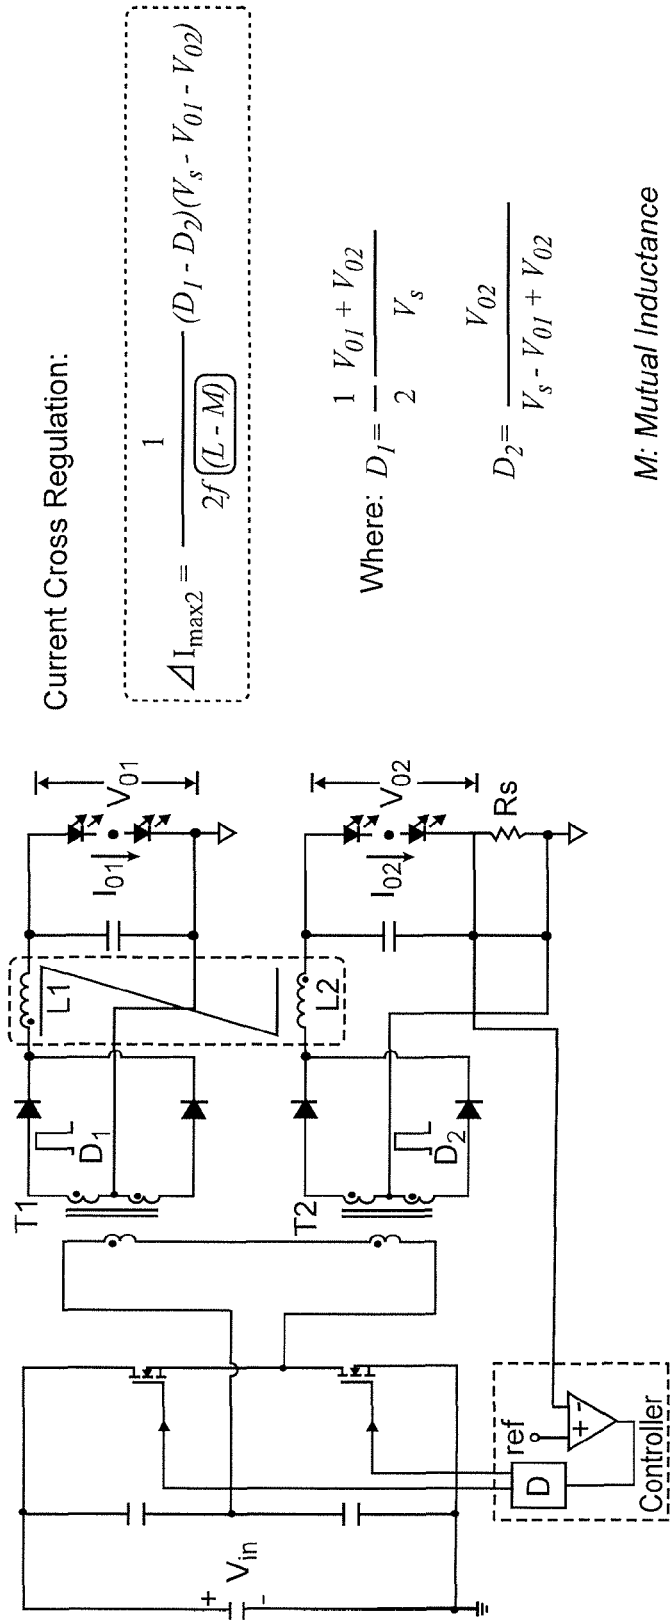 Current Cross Regulation:
ΔI_max2 = 1 / 2f (L - M) (D_1 - D_2)(V_s - V_01 - V_02)
Where: D_1 = 1 / 2 V_01 + V_02 / V_s
D_2 = V_02 / V_s - V_01 + V_02
M: Mutual Inductance
V_in
+
-
T1
D_1
L1
I_01
V_01
T2
D_2
L2
I_02
V_02
Rs
ref
+
-
D
Controller